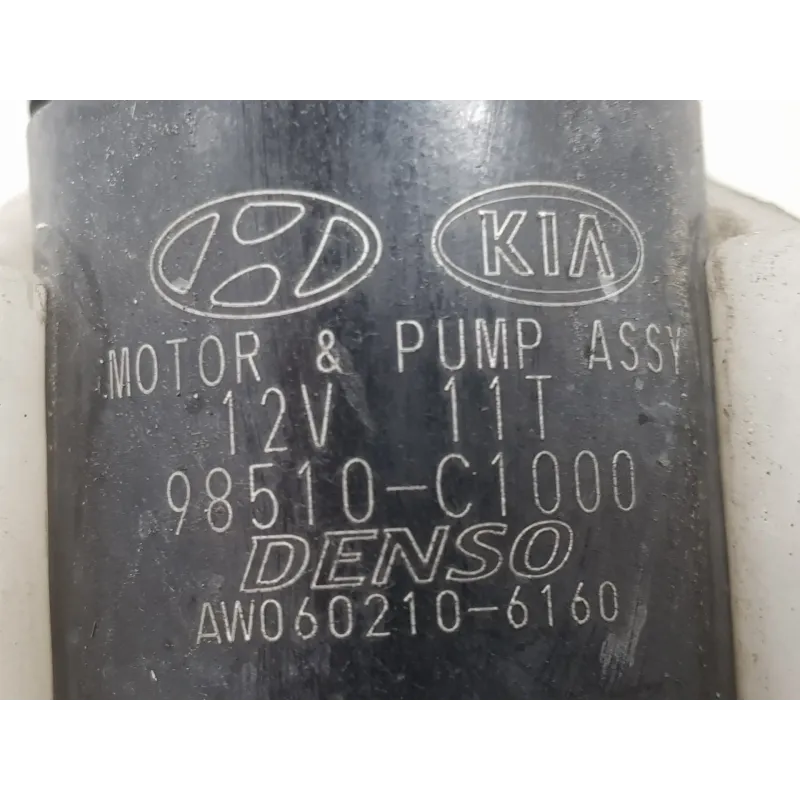 KIA
MOTOR & PUMP ASSY
12V 11T
98510-C1000
DENSO
AW060210-6160